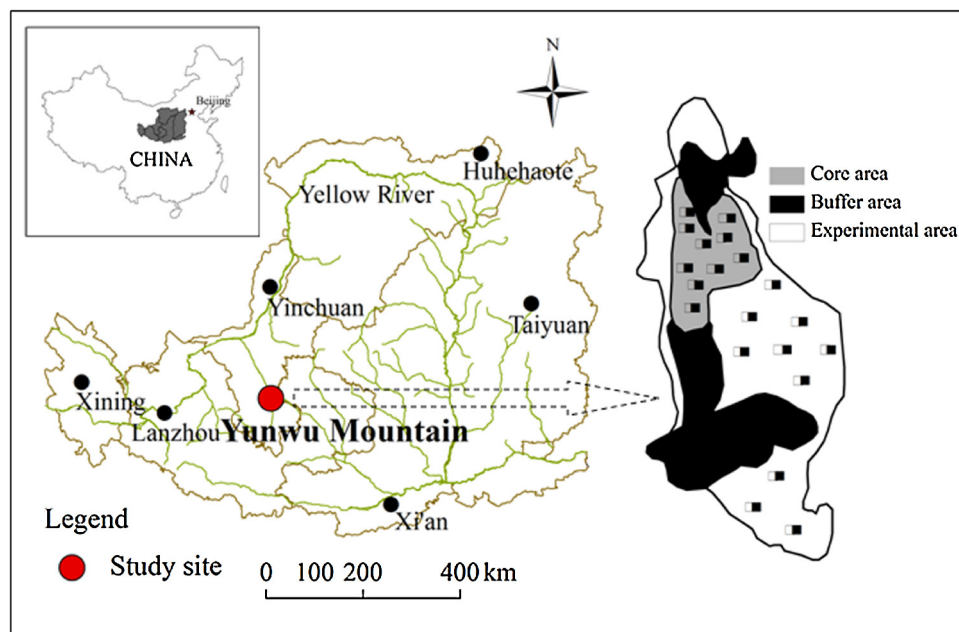 Beijing
CHINA
N
Huhehaote
Yellow River
Yinchuan
Taiyuan
Xining
Lanzhou
Yunwu Mountain
Xi'an
Core area
Buffer area
Experimental area
Legend
Study site
0 100 200 400 km